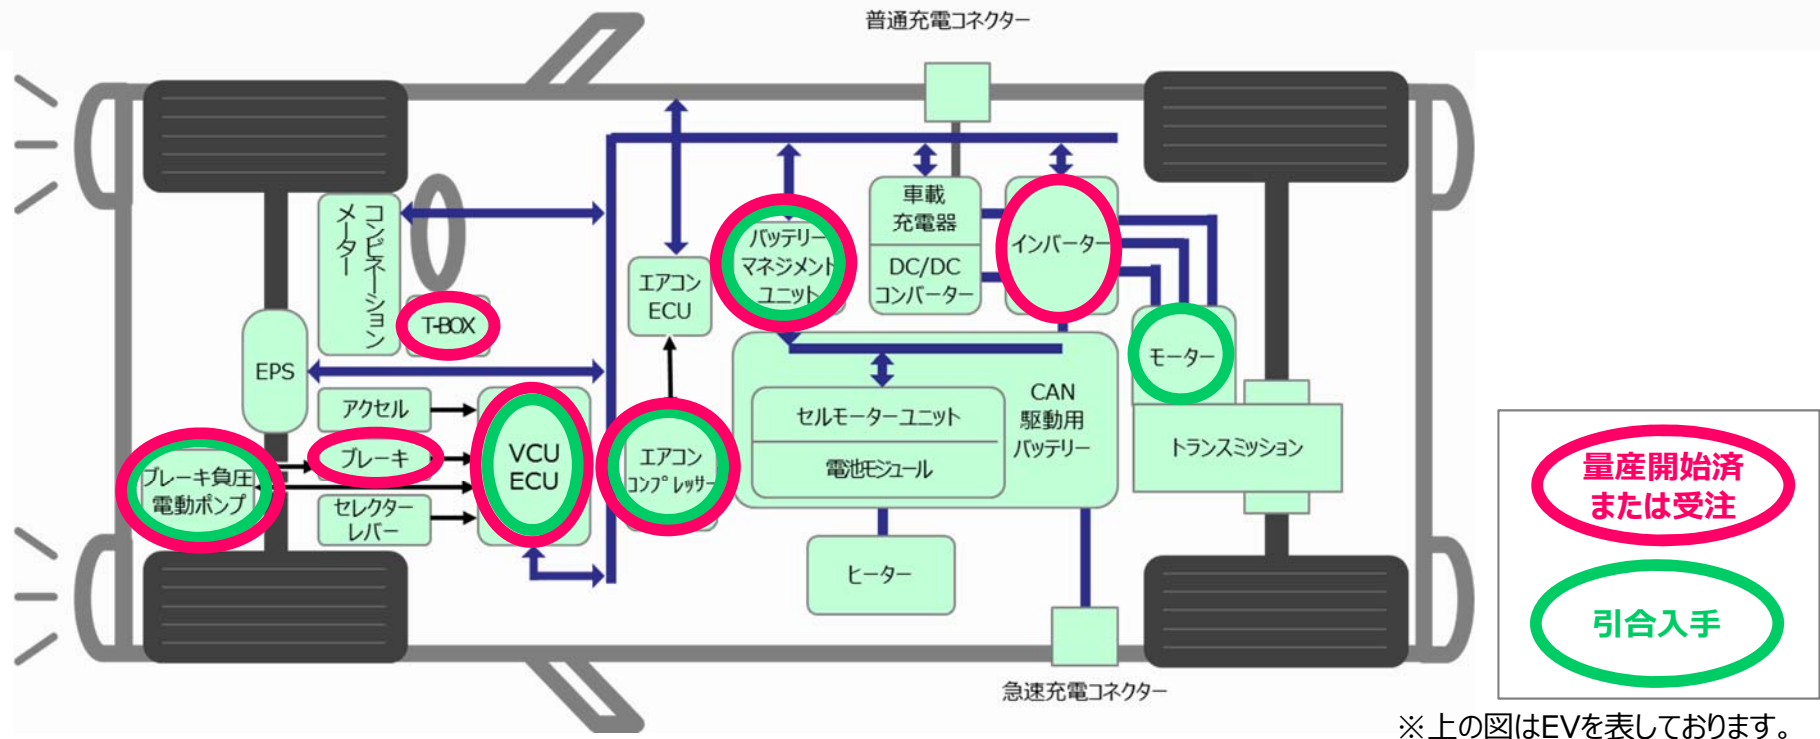 普通充電コネクター
コンビネーション
メーター
T-BOX
EPS
アクセル
ブレーキ
セレクター
レバー
ブレーキ負圧
電動ポンプ
VCU
ECU
エアコン
ECU
エアコン
コンプレッサー
バッテリー
マネジメント
ユニット
車載
充電器
DC/DC
コンバーター
インバーター
モーター
セルモーターユニット
電池モジュール
CAN
駆動用
バッテリー
トランスミッション
ヒーター
急速充電コネクター
量産開始済
または受注
引合入手
※上の図はEVを表しております。